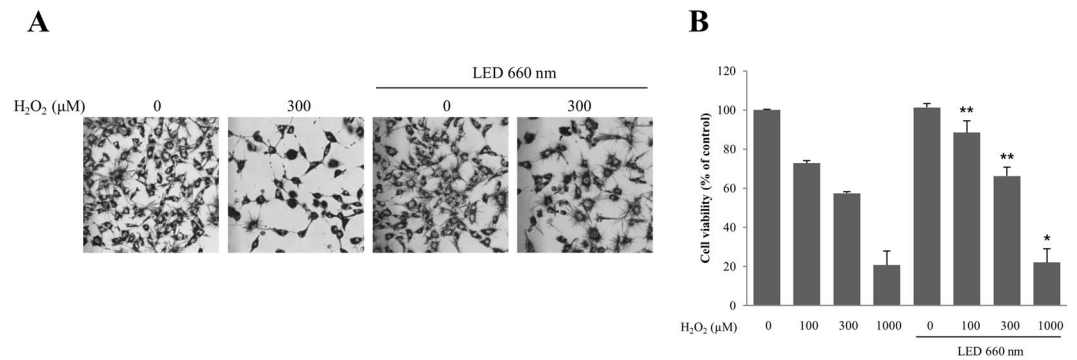 A
LED 660 nm
H₂O₂ (μM) 0 300 0 300
B
Cell viability (% of control)
120
100
80
60
40
20
0
** ** *
H₂O₂ (μM) 0 100 300 1000 0 100 300 1000
LED 660 nm